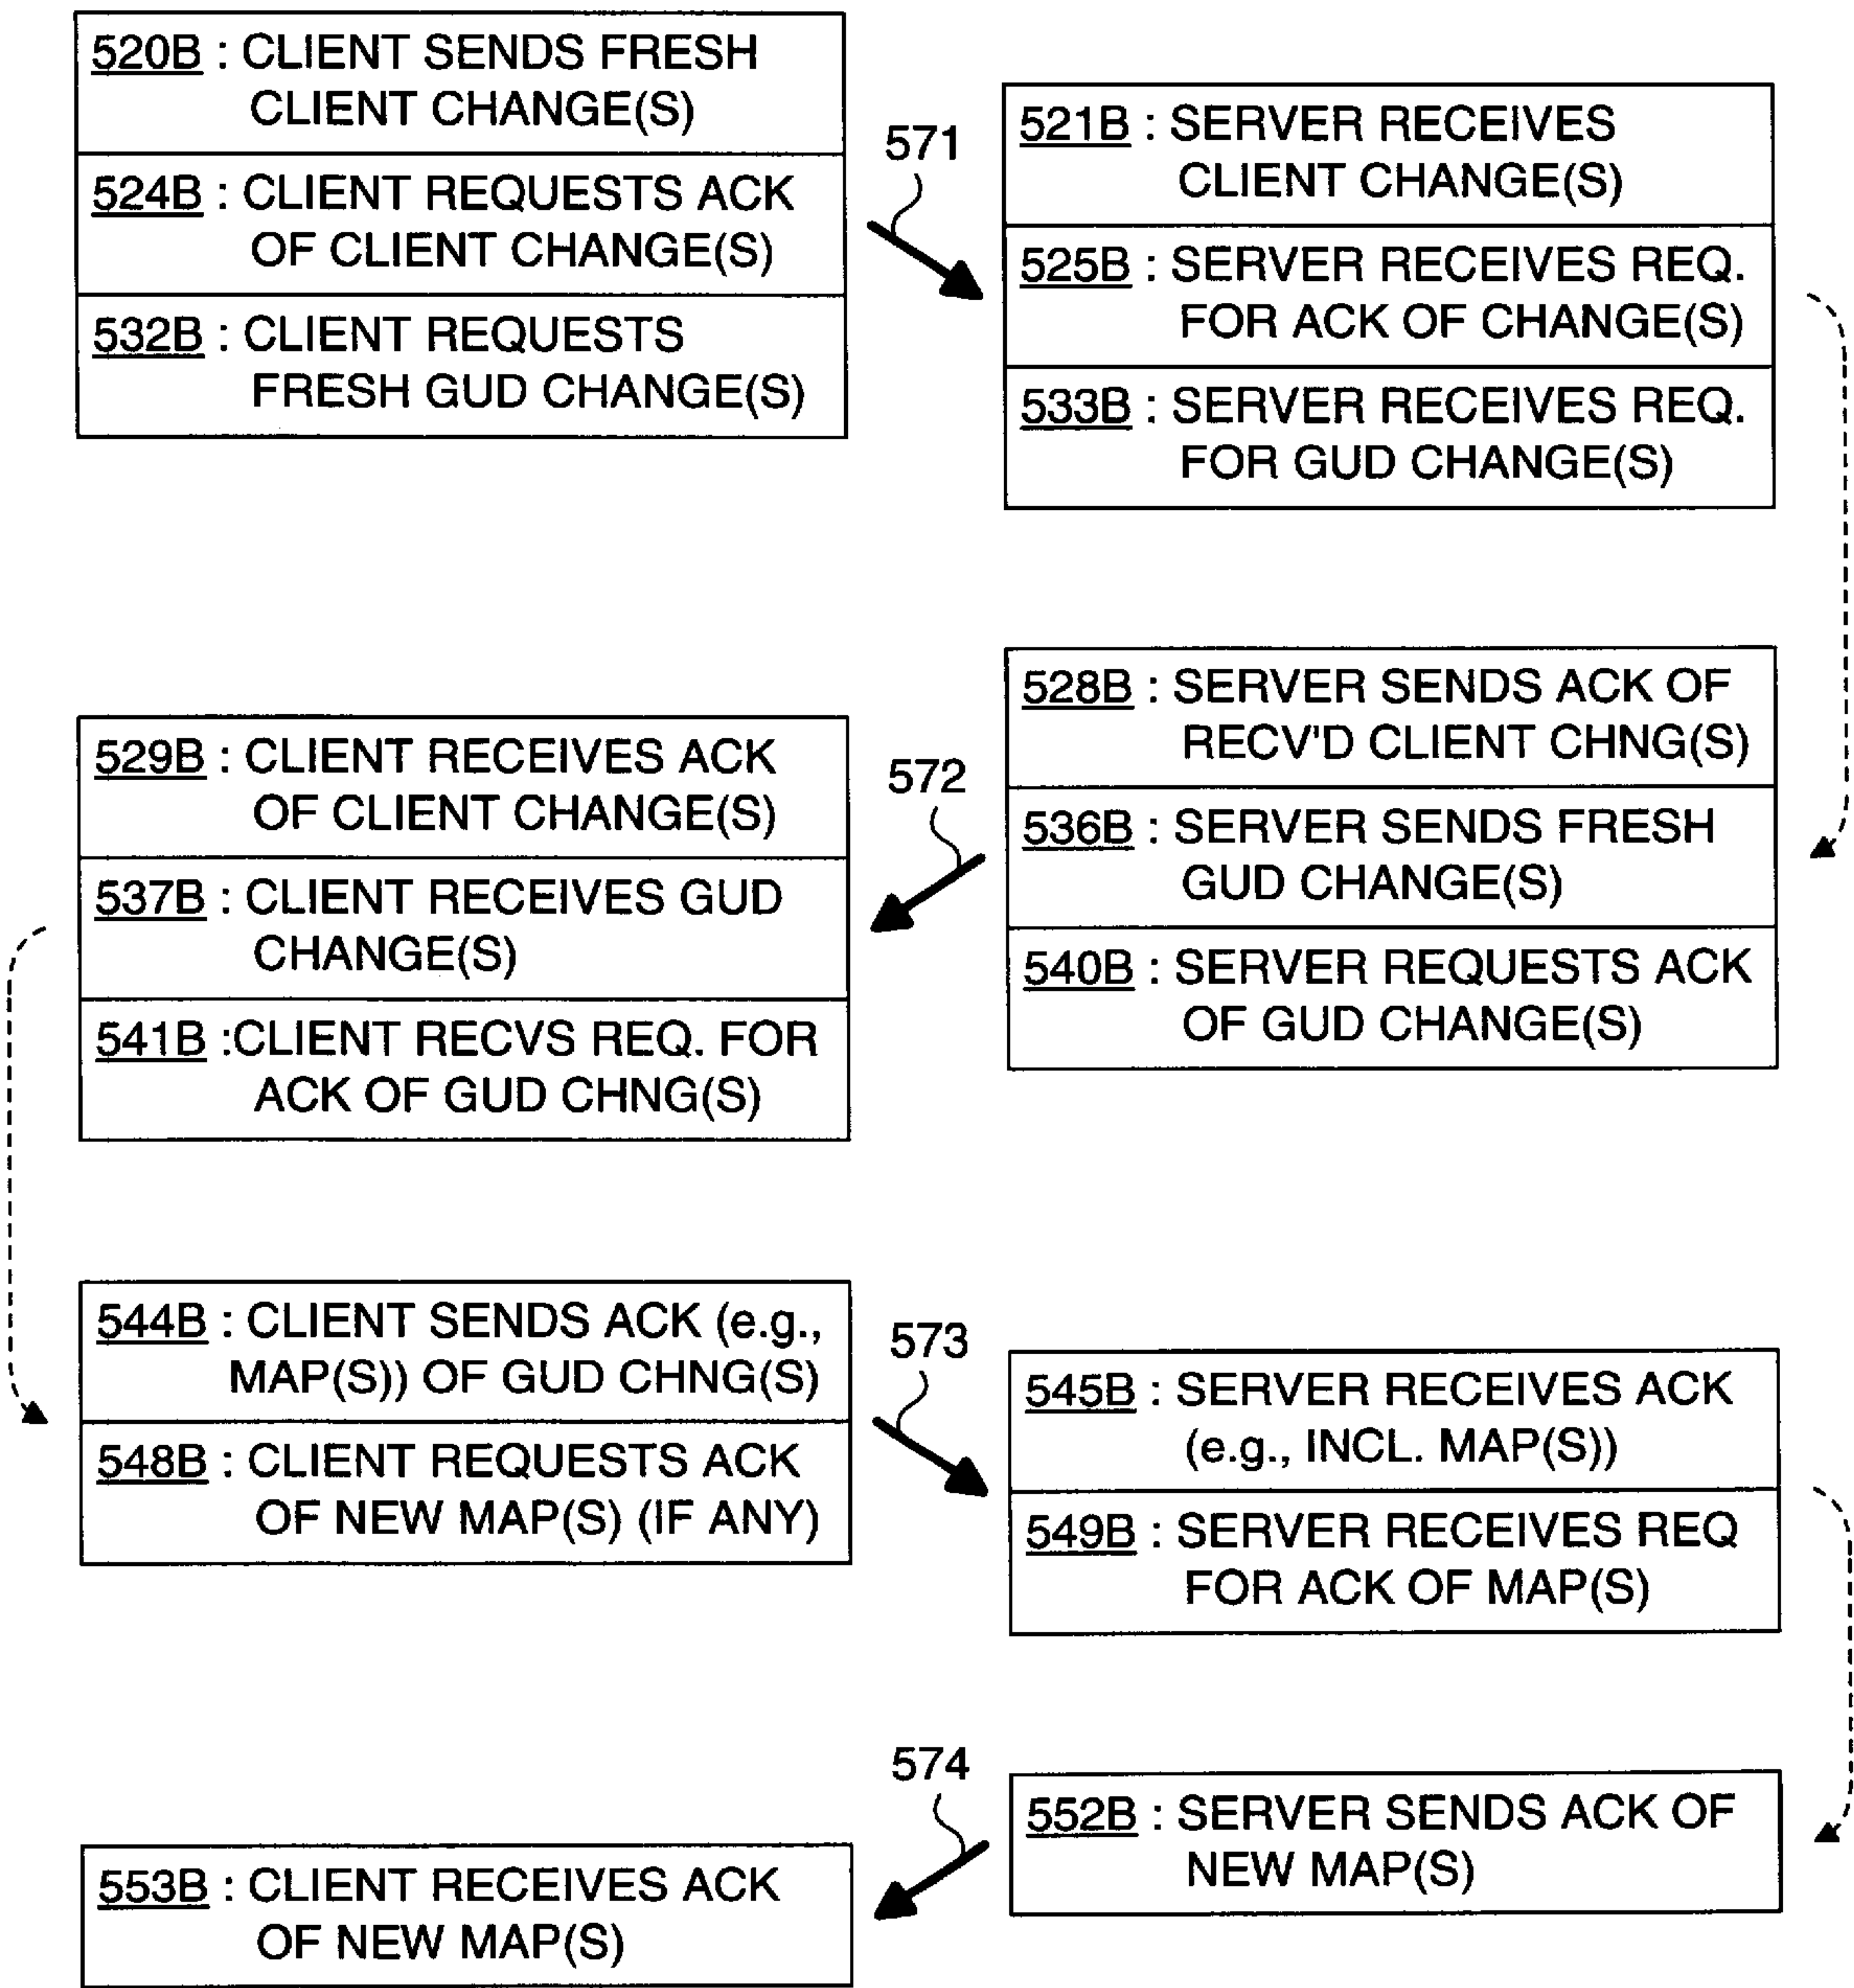 520B : CLIENT SENDS FRESH
CLIENT CHANGE(S)
524B : CLIENT REQUESTS ACK
OF CLIENT CHANGE(S)
532B : CLIENT REQUESTS
FRESH GUD CHANGE(S)
571
521B : SERVER RECEIVES
CLIENT CHANGE(S)
525B : SERVER RECEIVES REQ.
FOR ACK OF CHANGE(S)
533B : SERVER RECEIVES REQ.
FOR GUD CHANGE(S)
528B : SERVER SENDS ACK OF
RECV'D CLIENT CHNG(S)
536B : SERVER SENDS FRESH
GUD CHANGE(S)
540B : SERVER REQUESTS ACK
OF GUD CHANGE(S)
572
529B : CLIENT RECEIVES ACK
OF CLIENT CHANGE(S)
537B : CLIENT RECEIVES GUD
CHANGE(S)
541B :CLIENT RECVS REQ. FOR
ACK OF GUD CHNG(S)
544B : CLIENT SENDS ACK (e.g.,
MAP(S)) OF GUD CHNG(S)
548B : CLIENT REQUESTS ACK
OF NEW MAP(S) (IF ANY)
573
545B : SERVER RECEIVES ACK
(e.g., INCL. MAP(S))
549B : SERVER RECEIVES REQ
FOR ACK OF MAP(S)
552B : SERVER SENDS ACK OF
NEW MAP(S)
574
553B : CLIENT RECEIVES ACK
OF NEW MAP(S)